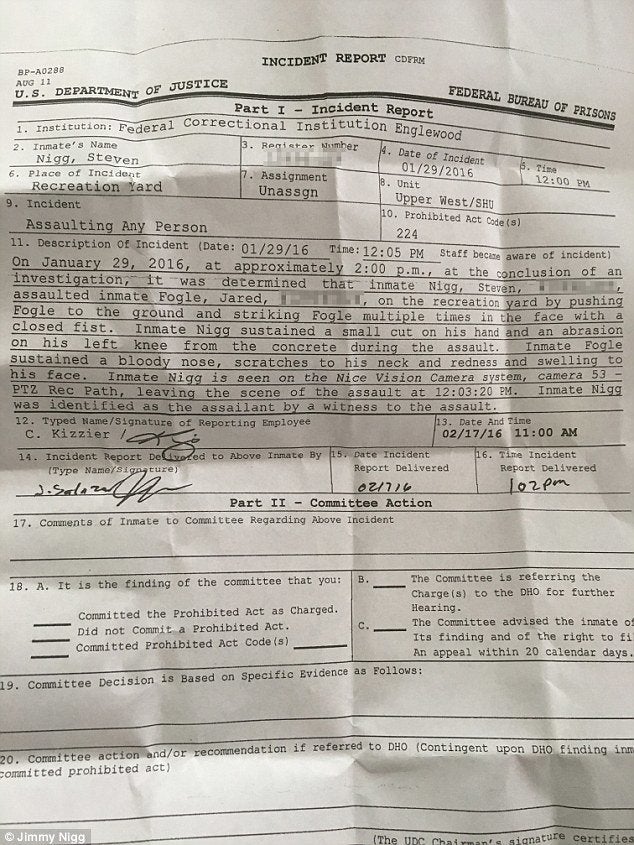 INCIDENT REPORT CDFRM
BP-A0288
AUG 11
U.S. DEPARTMENT OF JUSTICE FEDERAL BUREAU OF PRISONS
Part I - Incident Report
1. Institution: Federal Correctional Institution Englewood
2. Inmate's Name 3. Register Number 4. Date of Incident 5. Time
Nigg, Steven 01/29/2016 12:00 PM
6. Place of Incident 7. Assignment 8. Unit
Recreation Yard Unassgn Upper West/SHU
9. Incident 10. Prohibited Act Code(s)
Assaulting Any Person 224
11. Description Of Incident (Date: 01/29/16 Time: 12:05 PM Staff became aware of incident)
On January 29, 2016, at approximately 2:00 p.m., at the conclusion of an
investigation, it was determined that inmate Nigg, Steven,
assaulted inmate Fogle, Jared, , on the recreation yard by pushing
Fogle to the ground and striking Fogle multiple times in the face with a
closed fist. Inmate Nigg sustained a small cut on his hand and an abrasion
on his left knee from the concrete during the assault. Inmate Fogle
sustained a bloody nose, scratches to his neck and redness and swelling to
his face. Inmate Nigg is seen on the Nice Vision Camera system, camera 53 -
PTZ Rec Path, leaving the scene of the assault at 12:03:20 PM. Inmate Nigg
was identified as the assailant by a witness to the assault.
12. Typed Name/Signature of Reporting Employee 13. Date And Time
C. Kizzier / 02/17/16 11:00 AM
14. Incident Report Delivered to Above Inmate By 15. Date Incident 16. Time Incident
(Type Name/Signature) Report Delivered Report Delivered
J. Salazar 102pm
Part II - Committee Action
17. Comments of Inmate to Committee Regarding Above Incident
18. A. It is the finding of the committee that you:
Committed the Prohibited Act as Charged.
Did not Commit a Prohibited Act.
Committed Prohibited Act Code(s)
B. The Committee is referring the
Charge(s) to the DHO for further
Hearing.
C. The Committee advised the inmate of
Its finding and of the right to fi
An appeal within 20 calendar days.
19. Committee Decision is Based on Specific Evidence as Follows:
20. Committee action and/or recommendation if referred to DHO (Contingent upon DHO finding inm
committed prohibited act)
(The UDC Chairman's signature certifies
© Jimmy Nigg